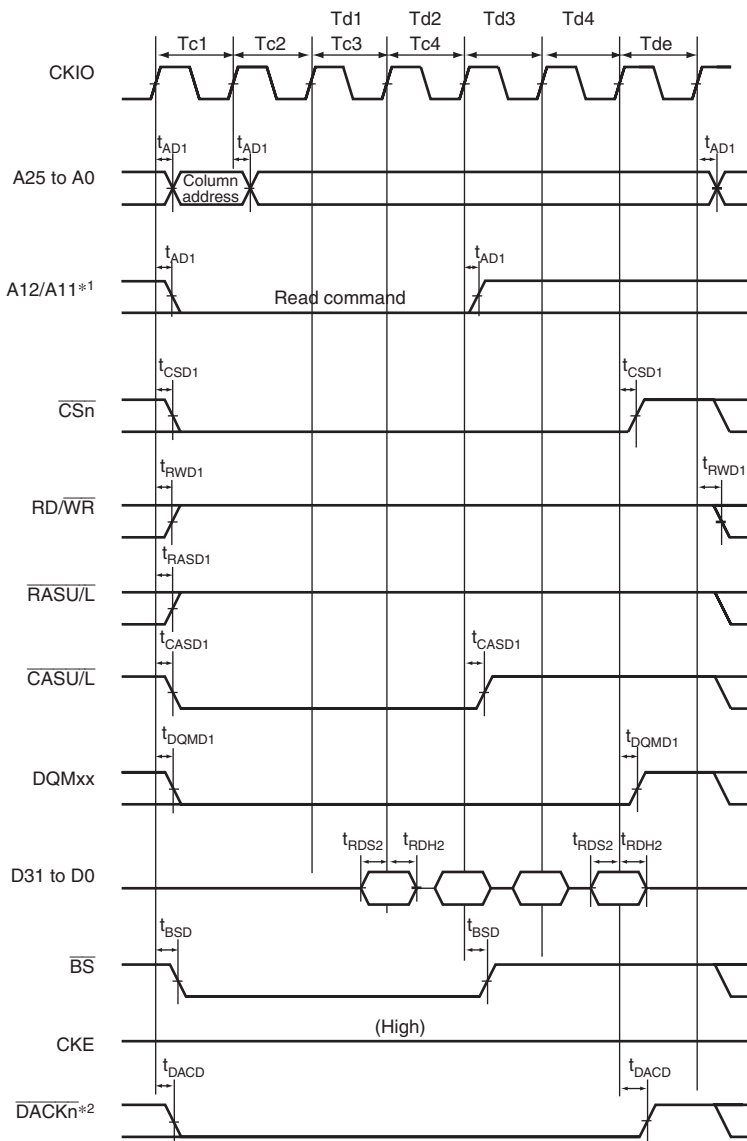 Td1 Td2 Td3 Td4
Tc1 Tc2 Tc3 Tc4 Tde
CKIO
tAD1 tAD1 tAD1
A25 to A0
Column
address
tAD1 tAD1
A12/A11*1
Read command
tCSD1 tCSD1
CSn
tRWD1 tRWD1
RD/WR
tRASD1
RASU/L
tCASD1 tCASD1
CASU/L
tDQMD1 tDQMD1
DQMxx
tRDS2 tRDH2 tRDS2 tRDH2
D31 to D0
tBSD tBSD
BS
(High)
CKE
tDACD tDACD
DACKn*2